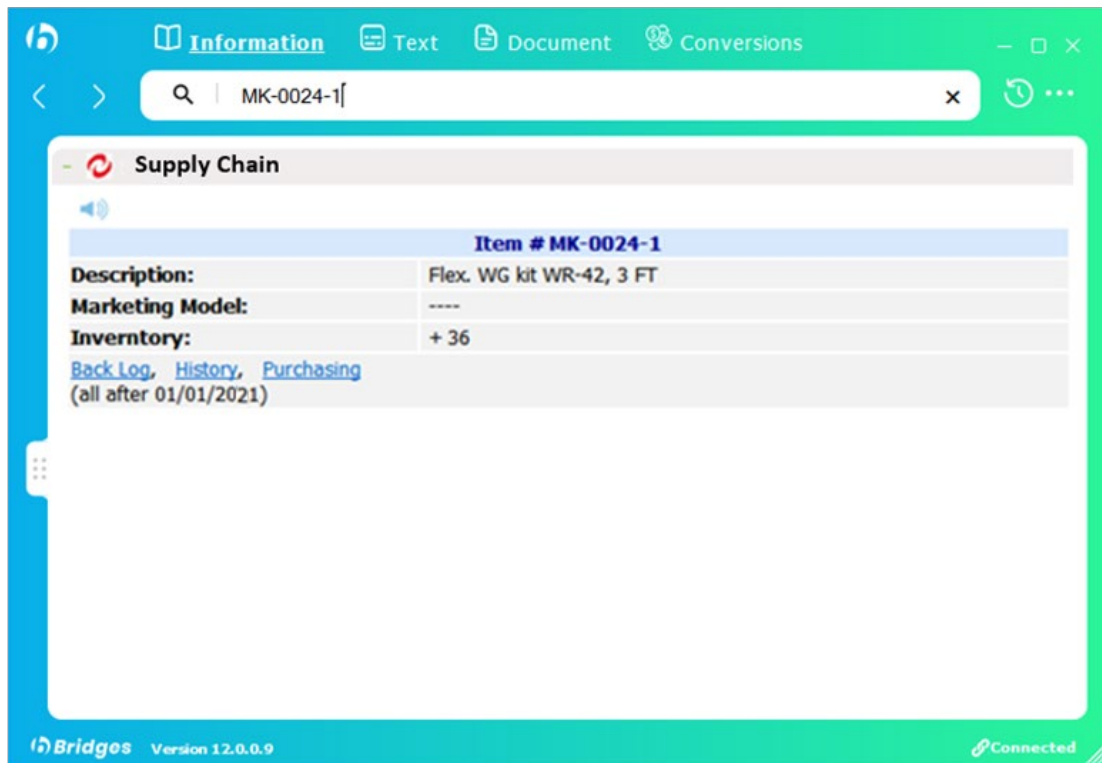 Information Text Document Conversions
MK-0024-1
Supply Chain
Item # MK-0024-1
Description: Flex. WG kit WR-42, 3 FT
Marketing Model: ----
Inverntory: + 36
Back Log, History, Purchasing
(all after 01/01/2021)
Bridges Version 12.0.0.9 Connected